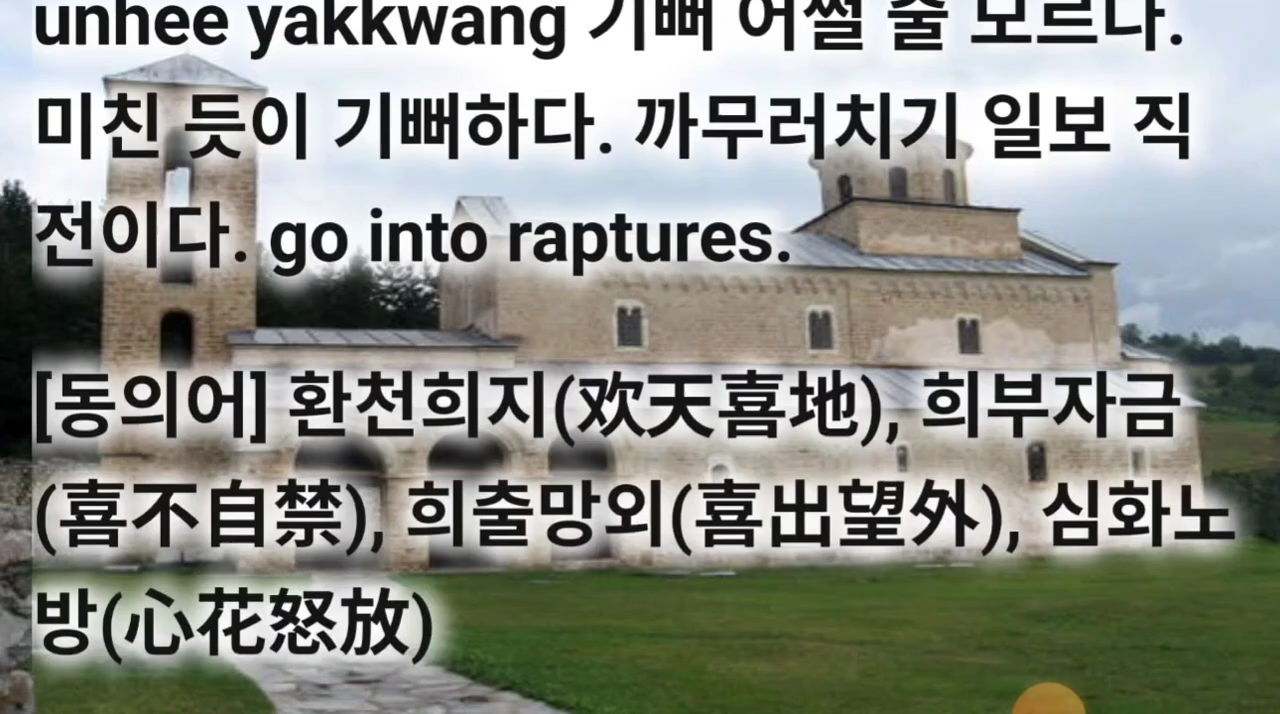 unhee yakkwang 기뻐 어쩔 줄 모르다.
미친 듯이 기뻐하다. 까무러치기 일보 직
전이다. go into raptures.
[동의어] 환천희지(欢天喜地), 희부자금
(喜不自禁), 희출망외(喜出望外), 심화노
방(心花怒放)